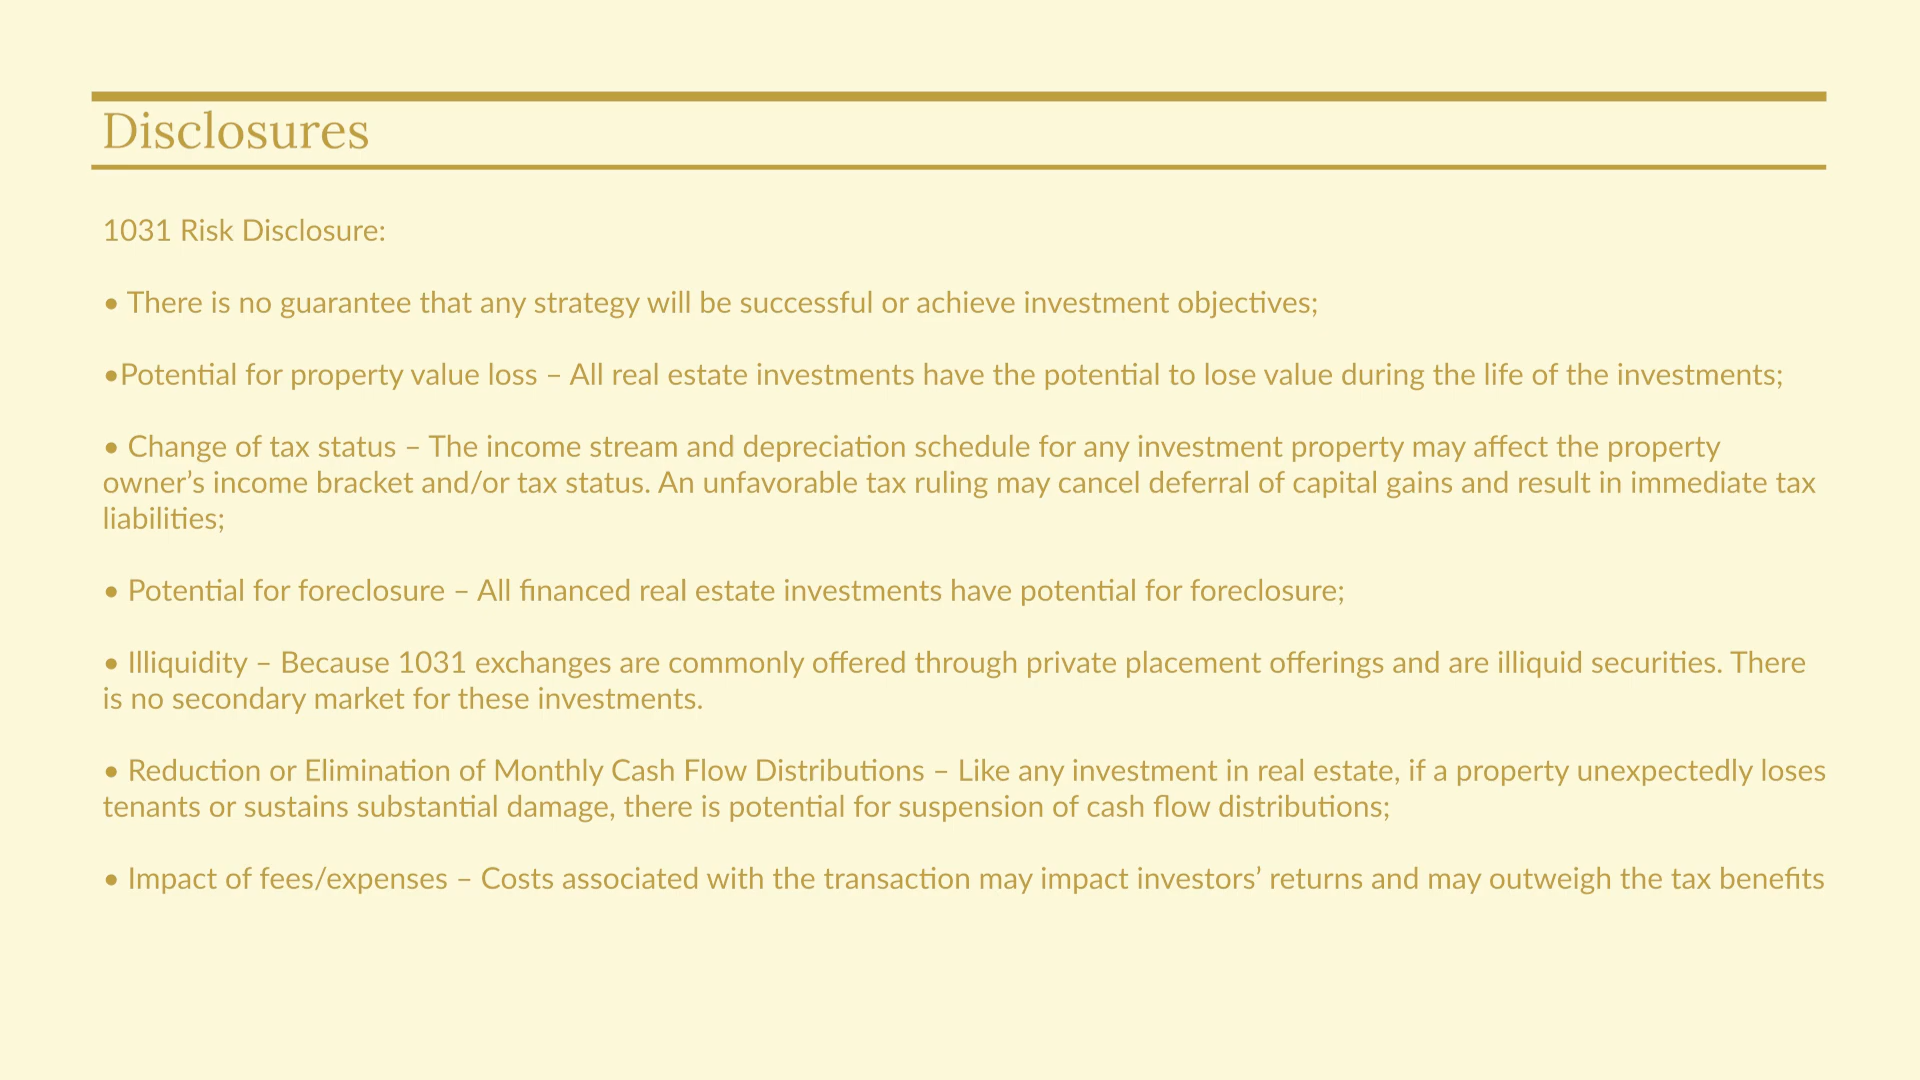 Disclosures
1031 Risk Disclosure:
• There is no guarantee that any strategy will be successful or achieve investment objectives;
•Potential for property value loss – All real estate investments have the potential to lose value during the life of the investments;
• Change of tax status – The income stream and depreciation schedule for any investment property may affect the property
owner’s income bracket and/or tax status. An unfavorable tax ruling may cancel deferral of capital gains and result in immediate tax
liabilities;
• Potential for foreclosure – All financed real estate investments have potential for foreclosure;
• Illiquidity – Because 1031 exchanges are commonly offered through private placement offerings and are illiquid securities. There
is no secondary market for these investments.
• Reduction or Elimination of Monthly Cash Flow Distributions – Like any investment in real estate, if a property unexpectedly loses
tenants or sustains substantial damage, there is potential for suspension of cash flow distributions;
• Impact of fees/expenses – Costs associated with the transaction may impact investors’ returns and may outweigh the tax benefits